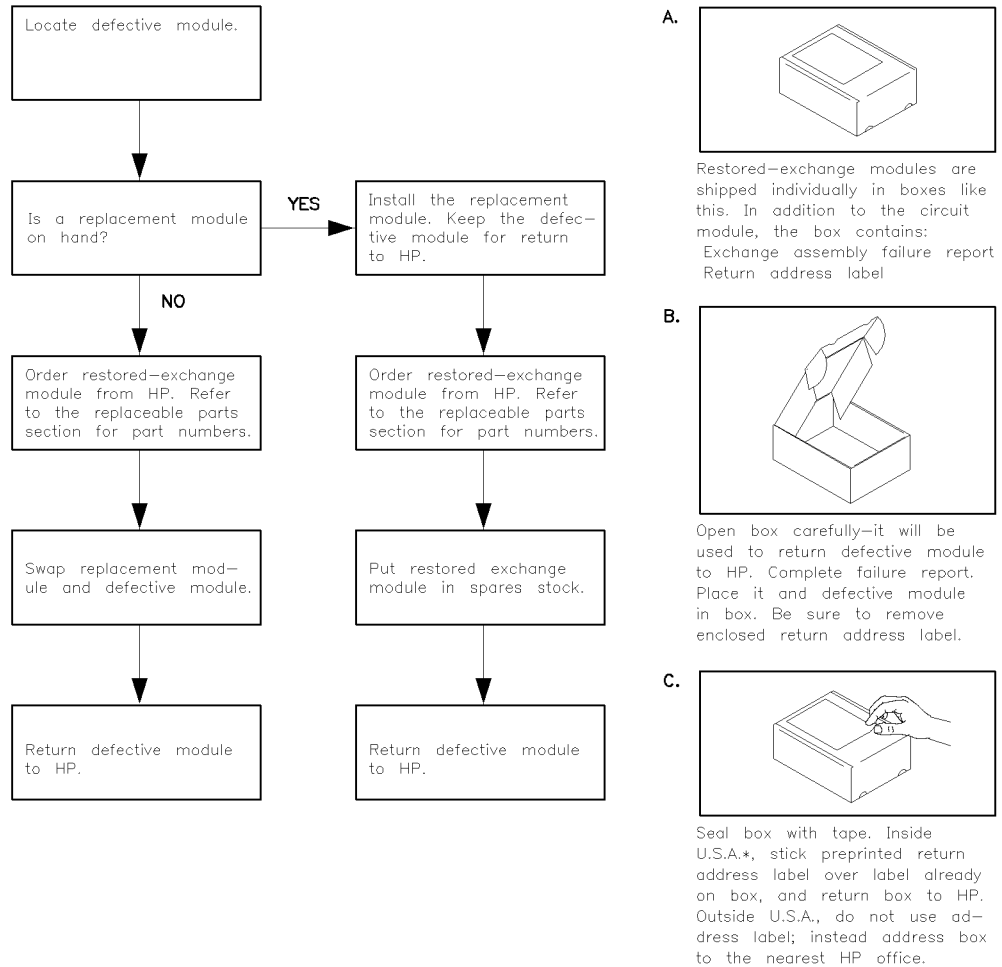 Locate defective module.
Is a replacement module
on hand?
YES
Install the replacement
module. Keep the defec–
tive module for return
to HP.
NO
Order restored–exchange
module from HP. Refer
to the replaceable parts
section for part numbers.
Order restored–exchange
module from HP. Refer
to the replaceable parts
section for part numbers.
Swap replacement mod–
ule and defective module.
Put restored exchange
module in spares stock.
Return defective module
to HP.
Return defective module
to HP.
A.
Restored–exchange modules are
shipped individually in boxes like
this. In addition to the circuit
module, the box contains:
Exchange assembly failure report
Return address label
B.
Open box carefully–it will be
used to return defective module
to HP. Complete failure report.
Place it and defective module
in box. Be sure to remove
enclosed return address label.
C.
Seal box with tape. Inside
U.S.A.*, stick preprinted return
address label over label already
on box, and return box to HP.
Outside U.S.A., do not use ad–
dress label; instead address box
to the nearest HP office.